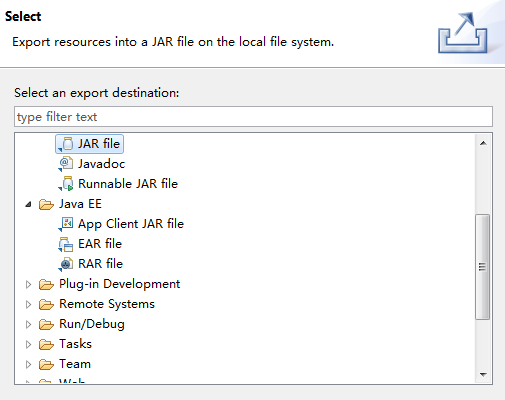 Select
Export resources into a JAR file on the local file system.
Select an export destination:
type filter text
JAR file
Javadoc
Runnable JAR file
Java EE
App Client JAR file
EAR file
RAR file
Plug-in Development
Remote Systems
Run/Debug
Tasks
Team
Web